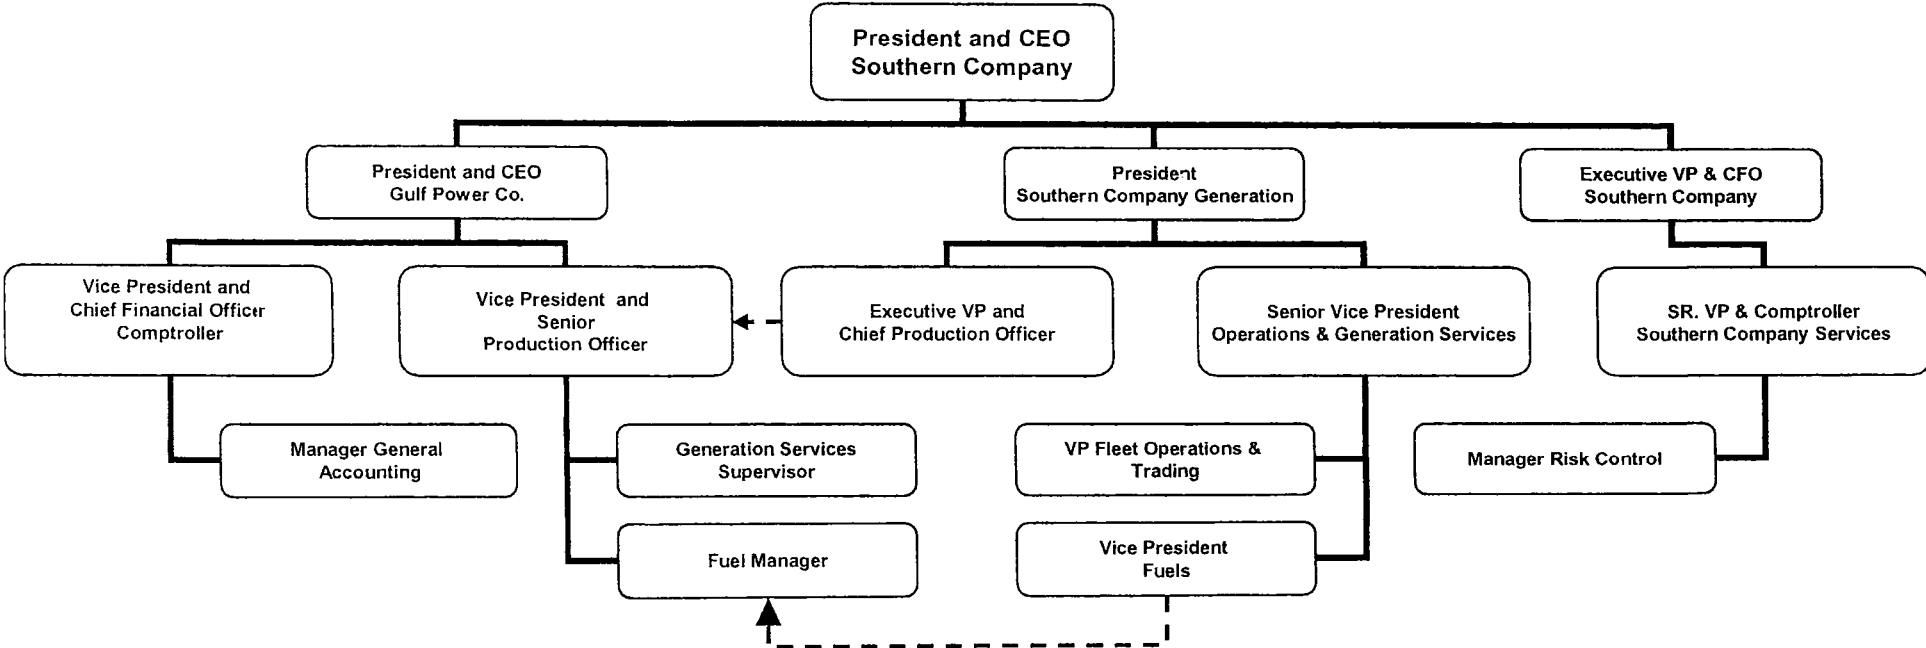 President and CEO
Southern Company
President and CEO
Gulf Power Co.
President
Southern Company Generation
Executive VP & CFO
Southern Company
Vice President and
Chief Financial Officer
Comptroller
Vice President and
Senior
Production Officer
Executive VP and
Chief Production Officer
Senior Vice President
Operations & Generation Services
SR. VP & Comptroller
Southern Company Services
Manager General
Accounting
Generation Services
Supervisor
VP Fleet Operations &
Trading
Manager Risk Control
Fuel Manager
Vice President
Fuels